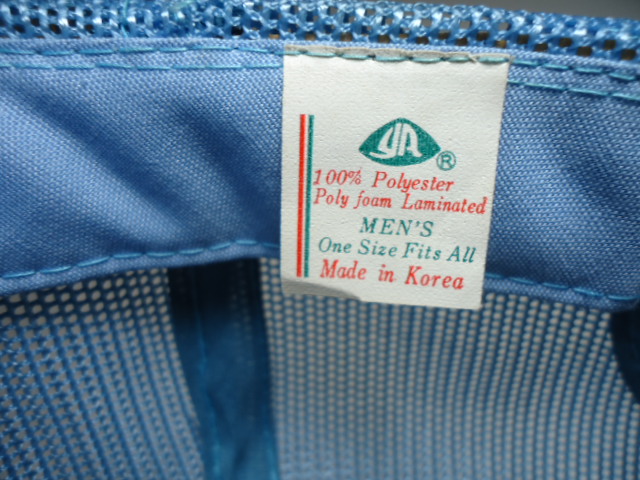 YA ®
100% Polyester
Poly foam Laminated
MEN'S
One Size Fits All
Made in Korea